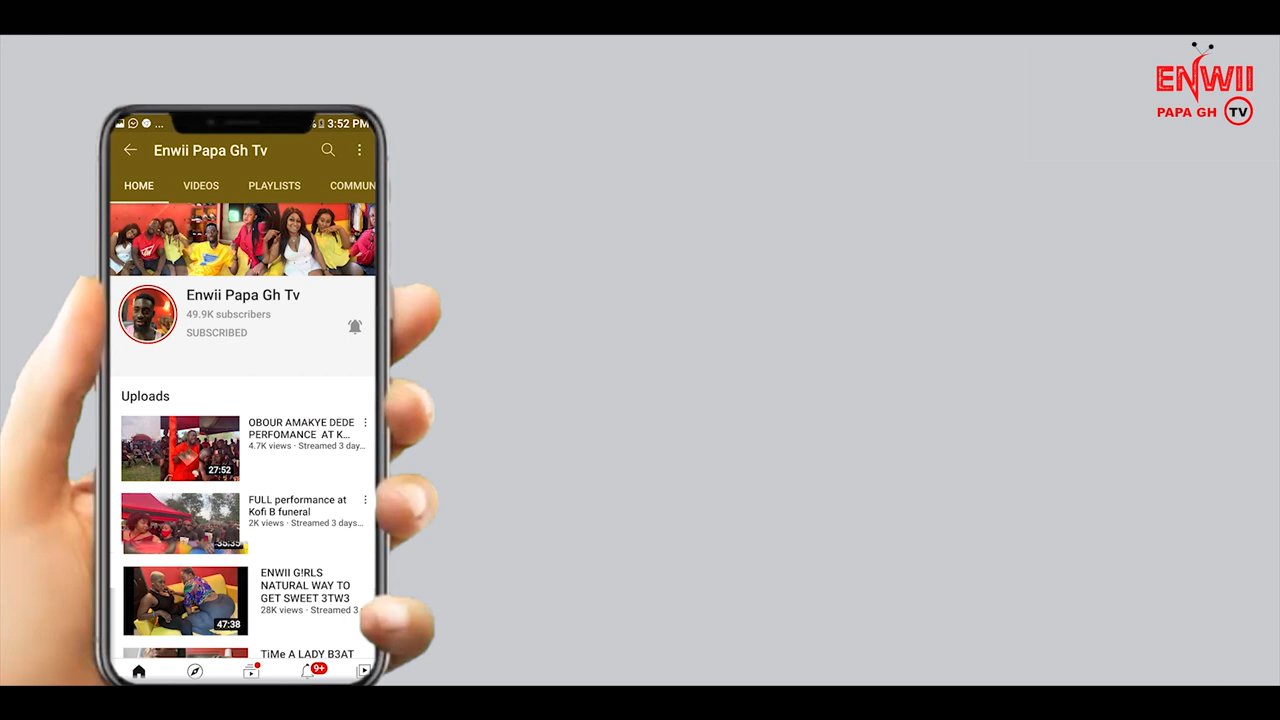 ENWII
PAPA GH TV
... 3:52 PM
Enwii Papa Gh Tv
HOME VIDEOS PLAYLISTS COMMUN
Enwii Papa Gh Tv
49.9K subscribers
SUBSCRIBED
Uploads
OBOUR AMAKYE DEDE
PERFOMANCE AT K...
4.7K views · Streamed 3 day...
27:52
FULL performance at
Kofi B funeral
2K views · Streamed 3 days...
ENWII G!RLS
NATURAL WAY TO
GET SWEET 3TW3
28K views · Streamed 3
47:38
TiMe A LADY B3AT
9+